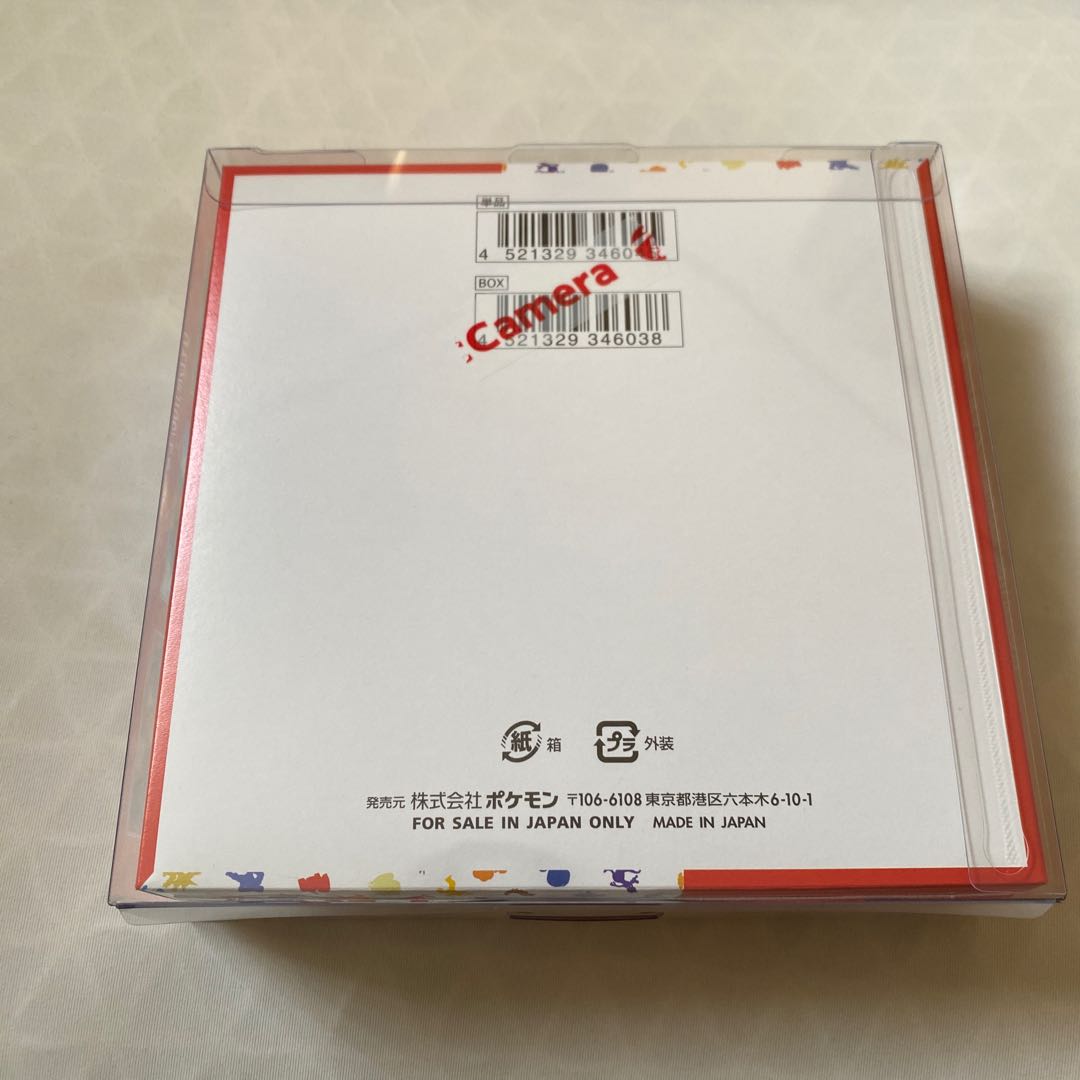 単品
4 521329 3460
BOX
Camera
4 521329 346038
紙 箱 プラ 外装
発売元 株式会社 ポケモン 〒106-6108 東京都港区六本木6-10-1
FOR SALE IN JAPAN ONLY MADE IN JAPAN